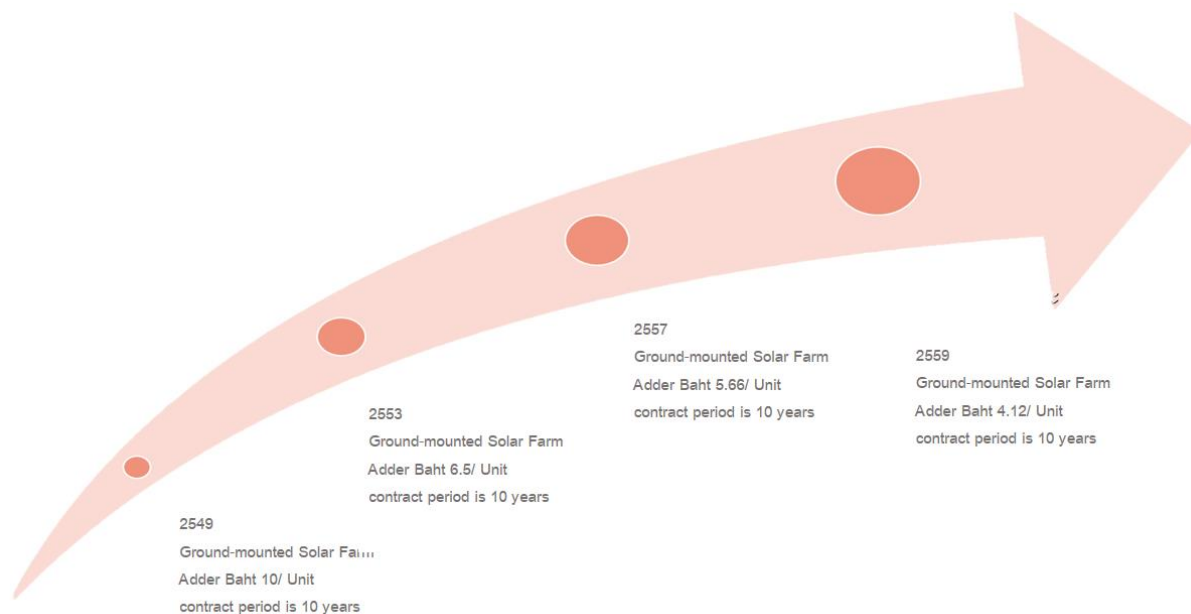 2549
Ground-mounted Solar
Adder Baht 10/ Unit
contract period is 10 years
2553
Ground-mounted Solar Farm
Adder Baht 6.5/ Unit
contract period is 10 years
2557
Ground-mounted Solar Farm
Adder Baht 5.66/ Unit
contract period is 10 years
2559
Ground-mounted Solar Farm
Adder Baht 4.12/ Unit
contract period is 10 years